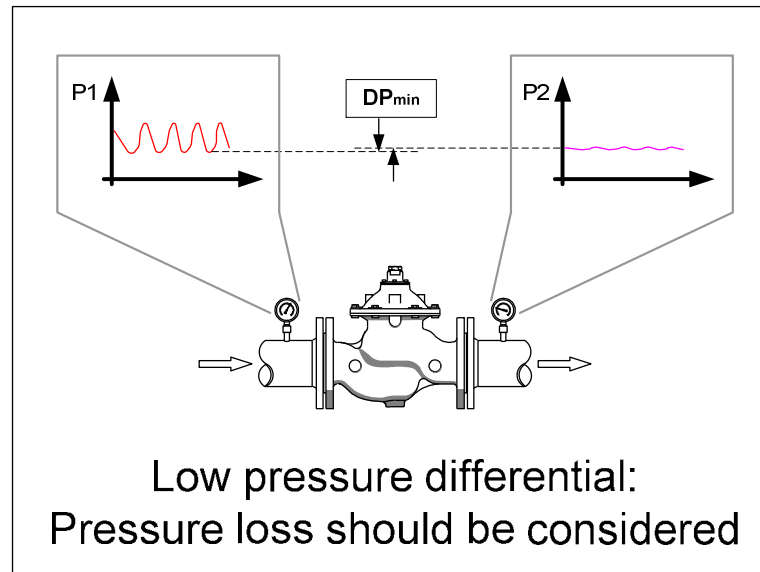 P1
DPmin
P2
Low pressure differential:
Pressure loss should be considered